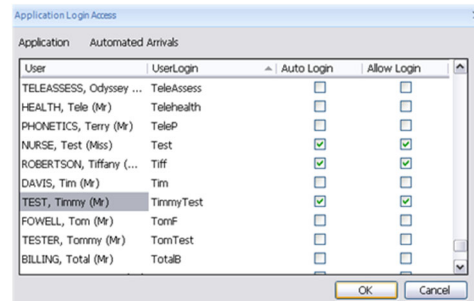 Application Login Access
Application Automated Arrivals
User UserLogin Auto Login Allow Login
TELEASSESS, Odyssey ... TeleAssess
HEALTH, Tele (Mr) Telehealth
PHONETICS, Terry (Mr) TeleP
NURSE, Test (Miss) Test
ROBERTSON, Tiffany (... Tiff
DAVIS, Tim (Mr) Tim
TEST, Timmy (Mr) TimmyTest
FOWELL, Tom (Mr) TomF
TESTER, Tommy (Mr) TomTest
BILLING, Total (Mr) TotalB
OK Cancel